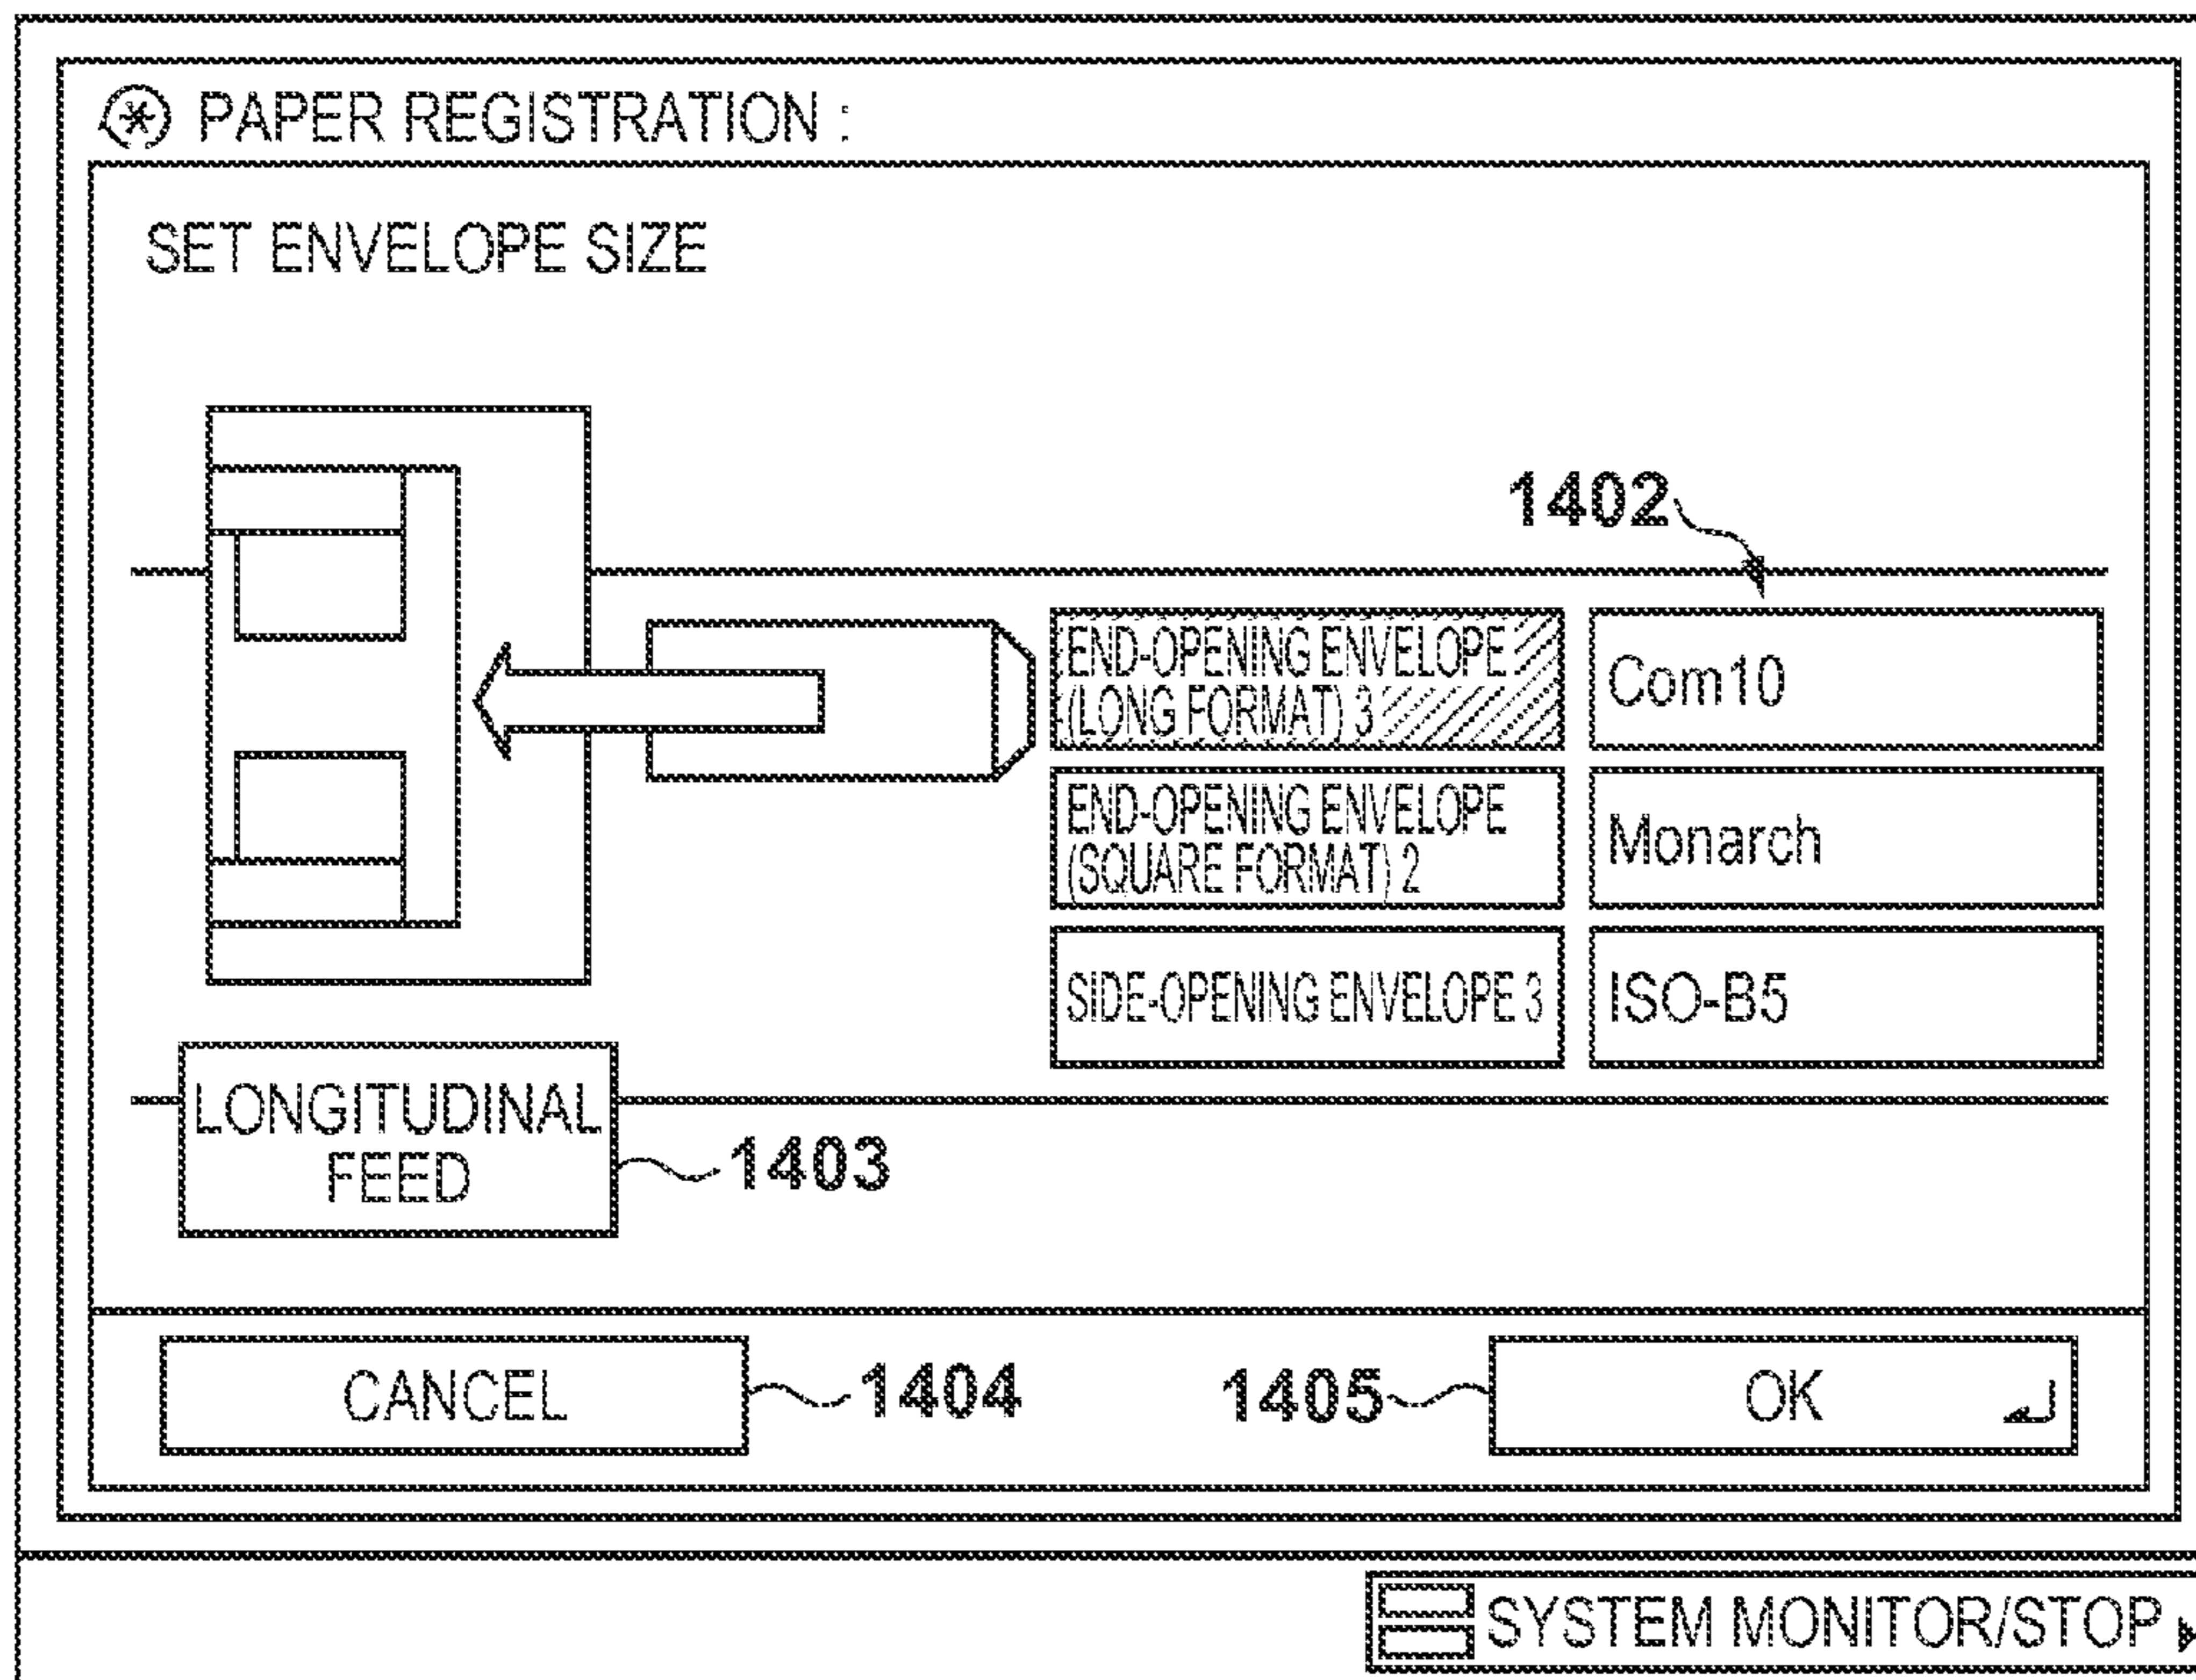 PAPER REGISTRATION :
SET ENVELOPE SIZE
1402
END-OPENING ENVELOPE
(LONG FORMAT) 3
Com10
END-OPENING ENVELOPE
(SQUARE FORMAT) 2
Monarch
SIDE-OPENING ENVELOPE 3
ISO-B5
LONGITUDINAL
FEED
1403
CANCEL
1404
1405
OK
SYSTEM MONITOR/STOP